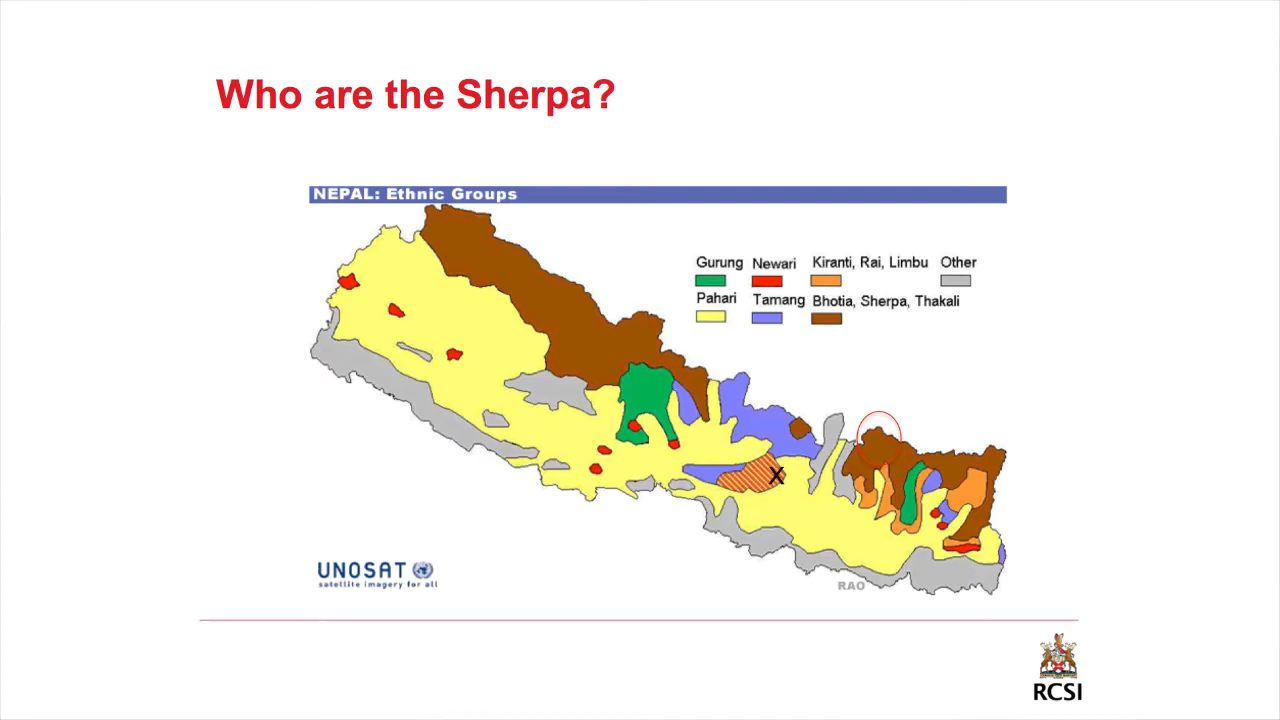 Who are the Sherpa?
NEPAL: Ethnic Groups
Gurung Newari Kiranti, Rai, Limbu Other
Pahari Tamang Bhotia, Sherpa, Thakali
X
UNOSAT
satellite imagery for all
RAO
RCSI